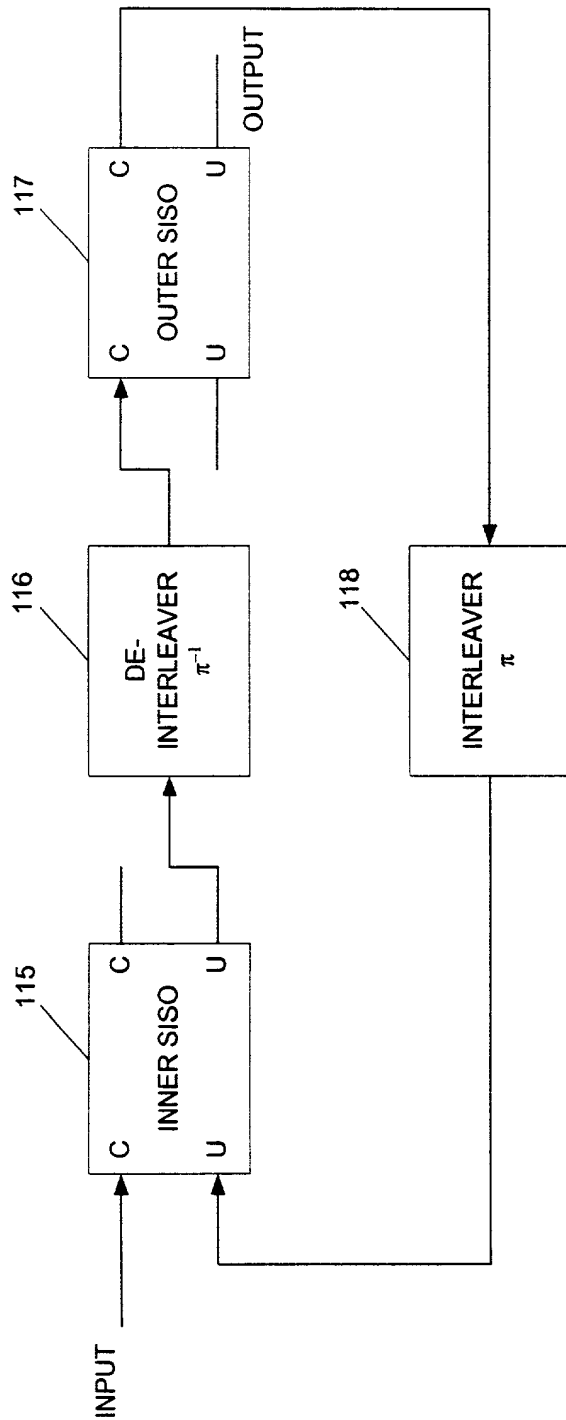 INPUT
115
C
C
INNER SISO
U
U
116
DE-
INTERLEAVER
π⁻¹
117
C
C
OUTER SISO
U
U
OUTPUT
118
INTERLEAVER
π